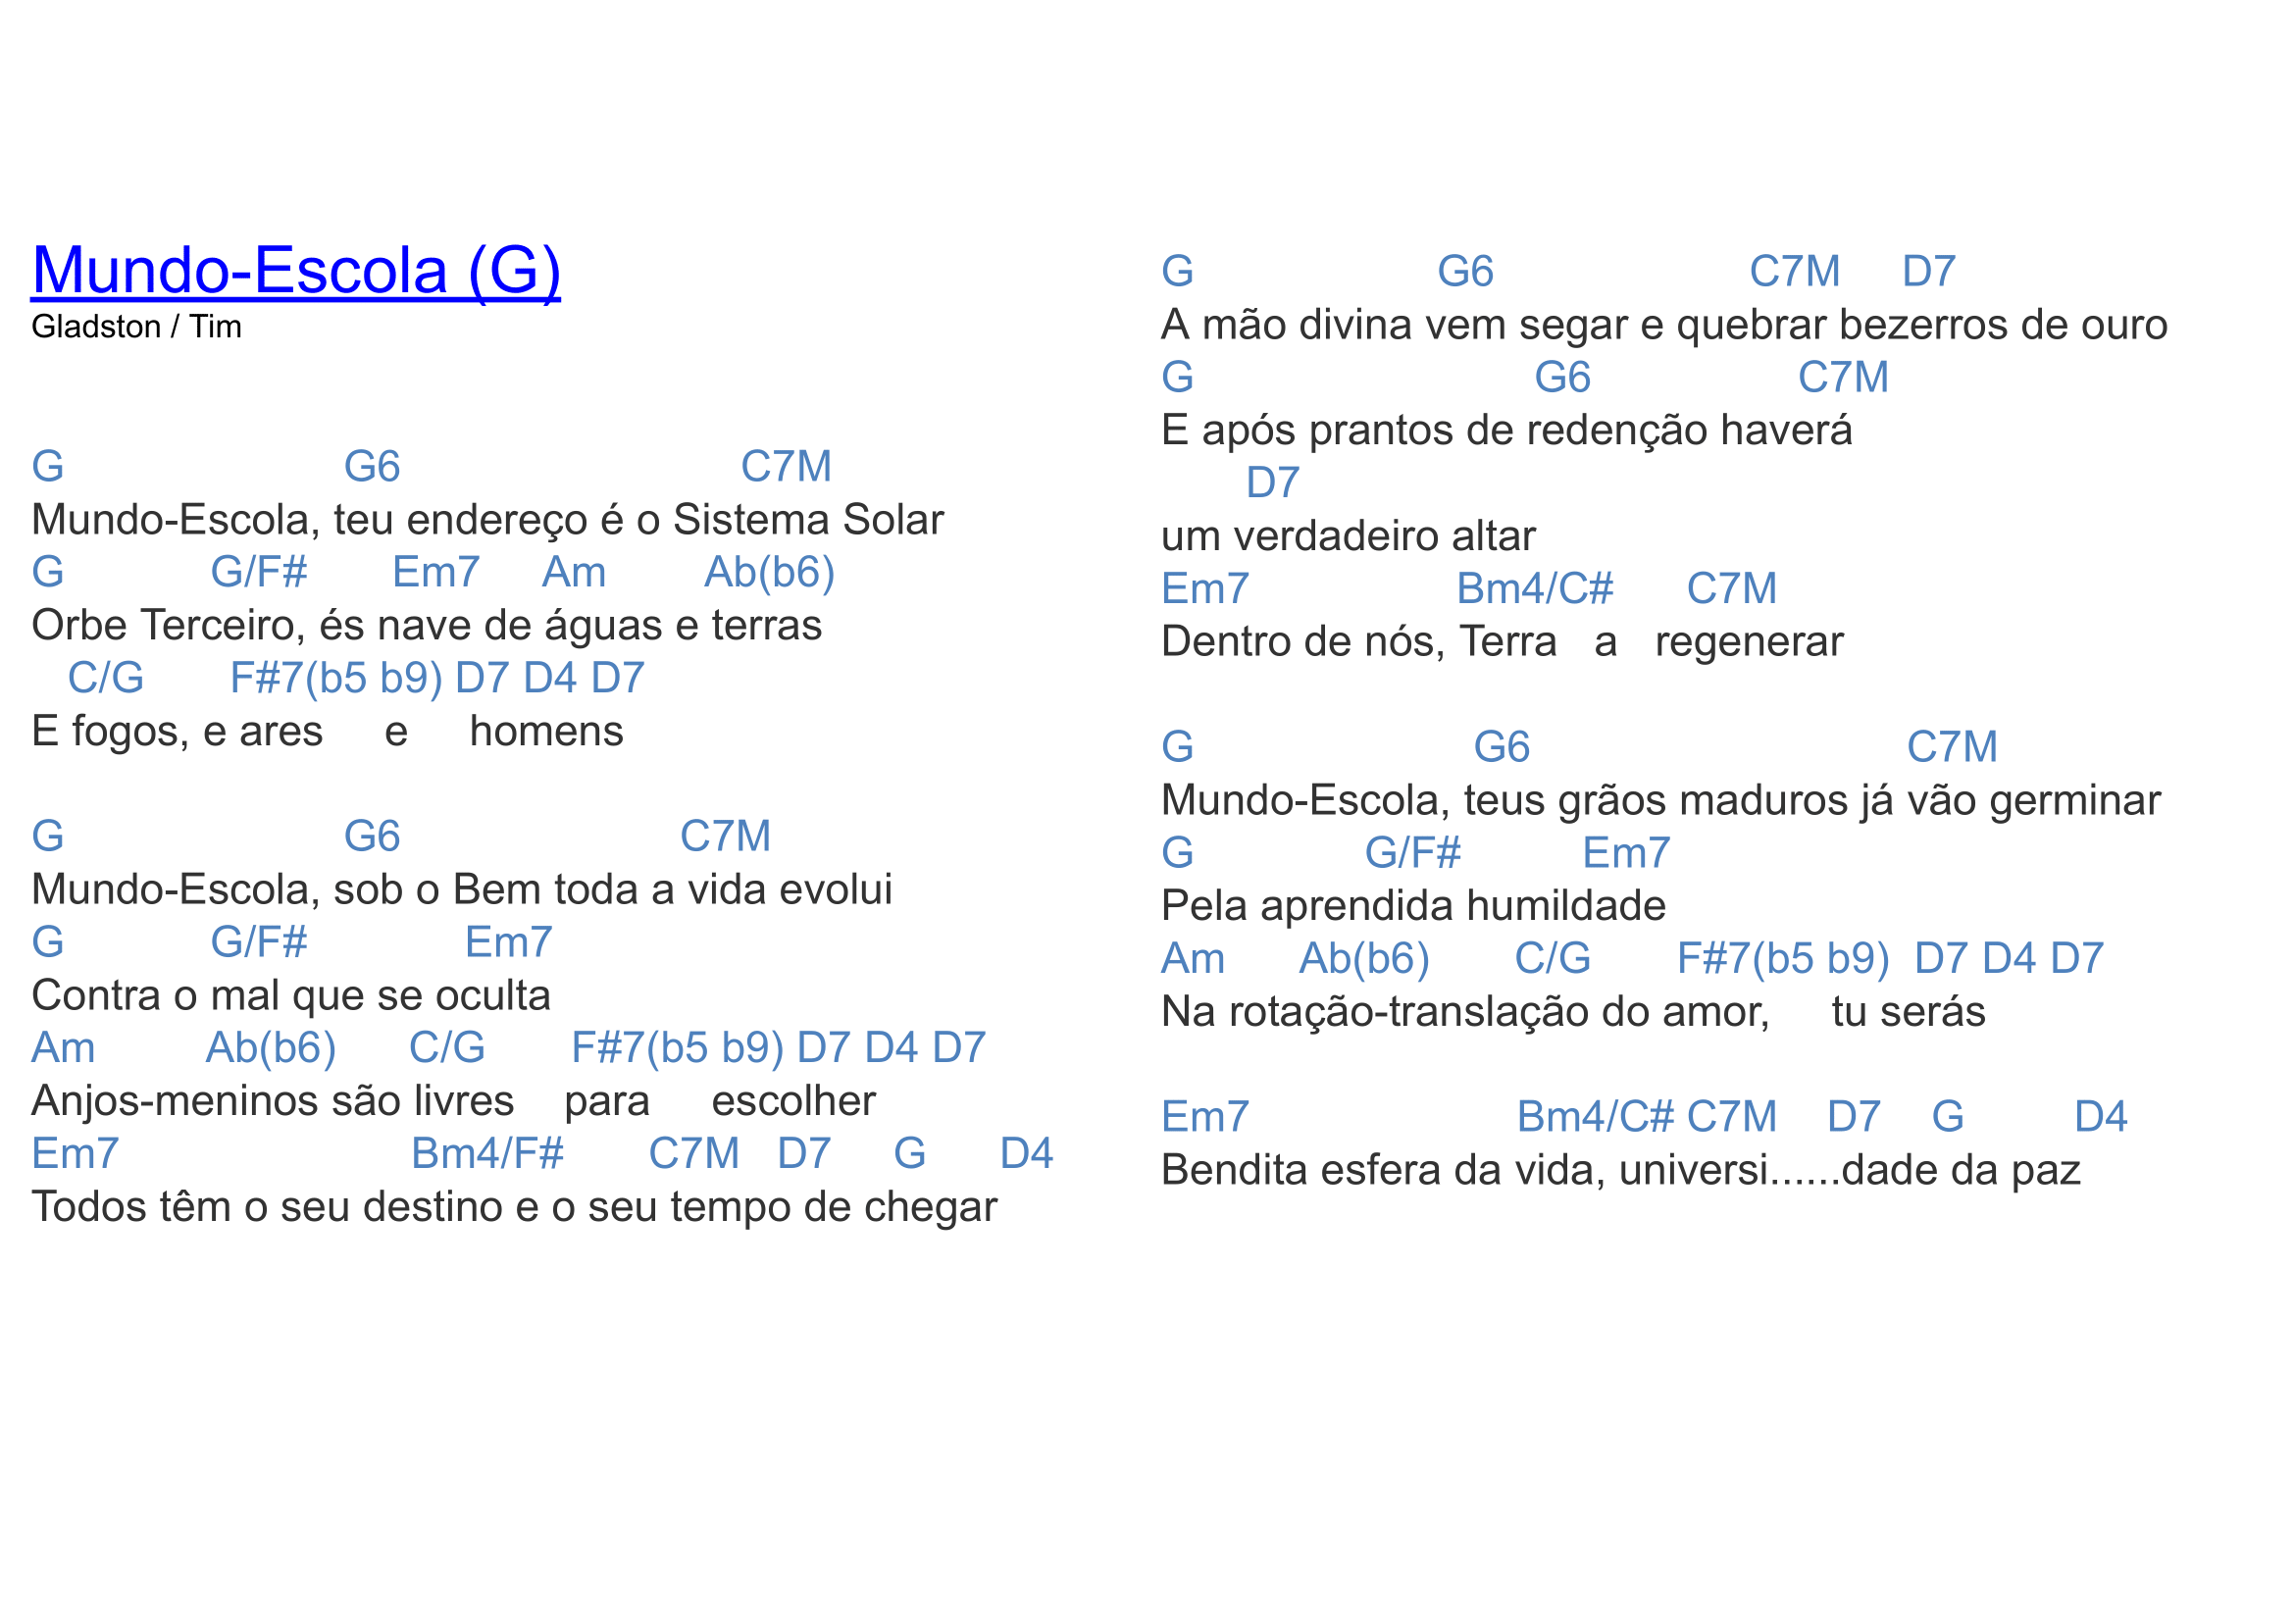 Mundo-Escola (G)
Gladston / Tim
G G6 C7M
Mundo-Escola, teu endereço é o Sistema Solar
G G/F# Em7 Am Ab(b6)
Orbe Terceiro, és nave de águas e terras
C/G F#7(b5 b9) D7 D4 D7
E fogos, e ares e homens
G G6 C7M
Mundo-Escola, sob o Bem toda a vida evolui
G G/F# Em7
Contra o mal que se oculta
Am Ab(b6) C/G F#7(b5 b9) D7 D4 D7
Anjos-meninos são livres para escolher
Em7 Bm4/F# C7M D7 G D4
Todos têm o seu destino e o seu tempo de chegar
G G6 C7M D7
A mão divina vem segar e quebrar bezerros de ouro
G G6 C7M
E após prantos de redenção haverá
D7
um verdadeiro altar
Em7 Bm4/C# C7M
Dentro de nós, Terra a regenerar
G G6 C7M
Mundo-Escola, teus grãos maduros já vão germinar
G G/F# Em7
Pela aprendida humildade
Am Ab(b6) C/G F#7(b5 b9) D7 D4 D7
Na rotação-translação do amor, tu serás
Em7 Bm4/C# C7M D7 G D4
Bendita esfera da vida, universi......dade da paz